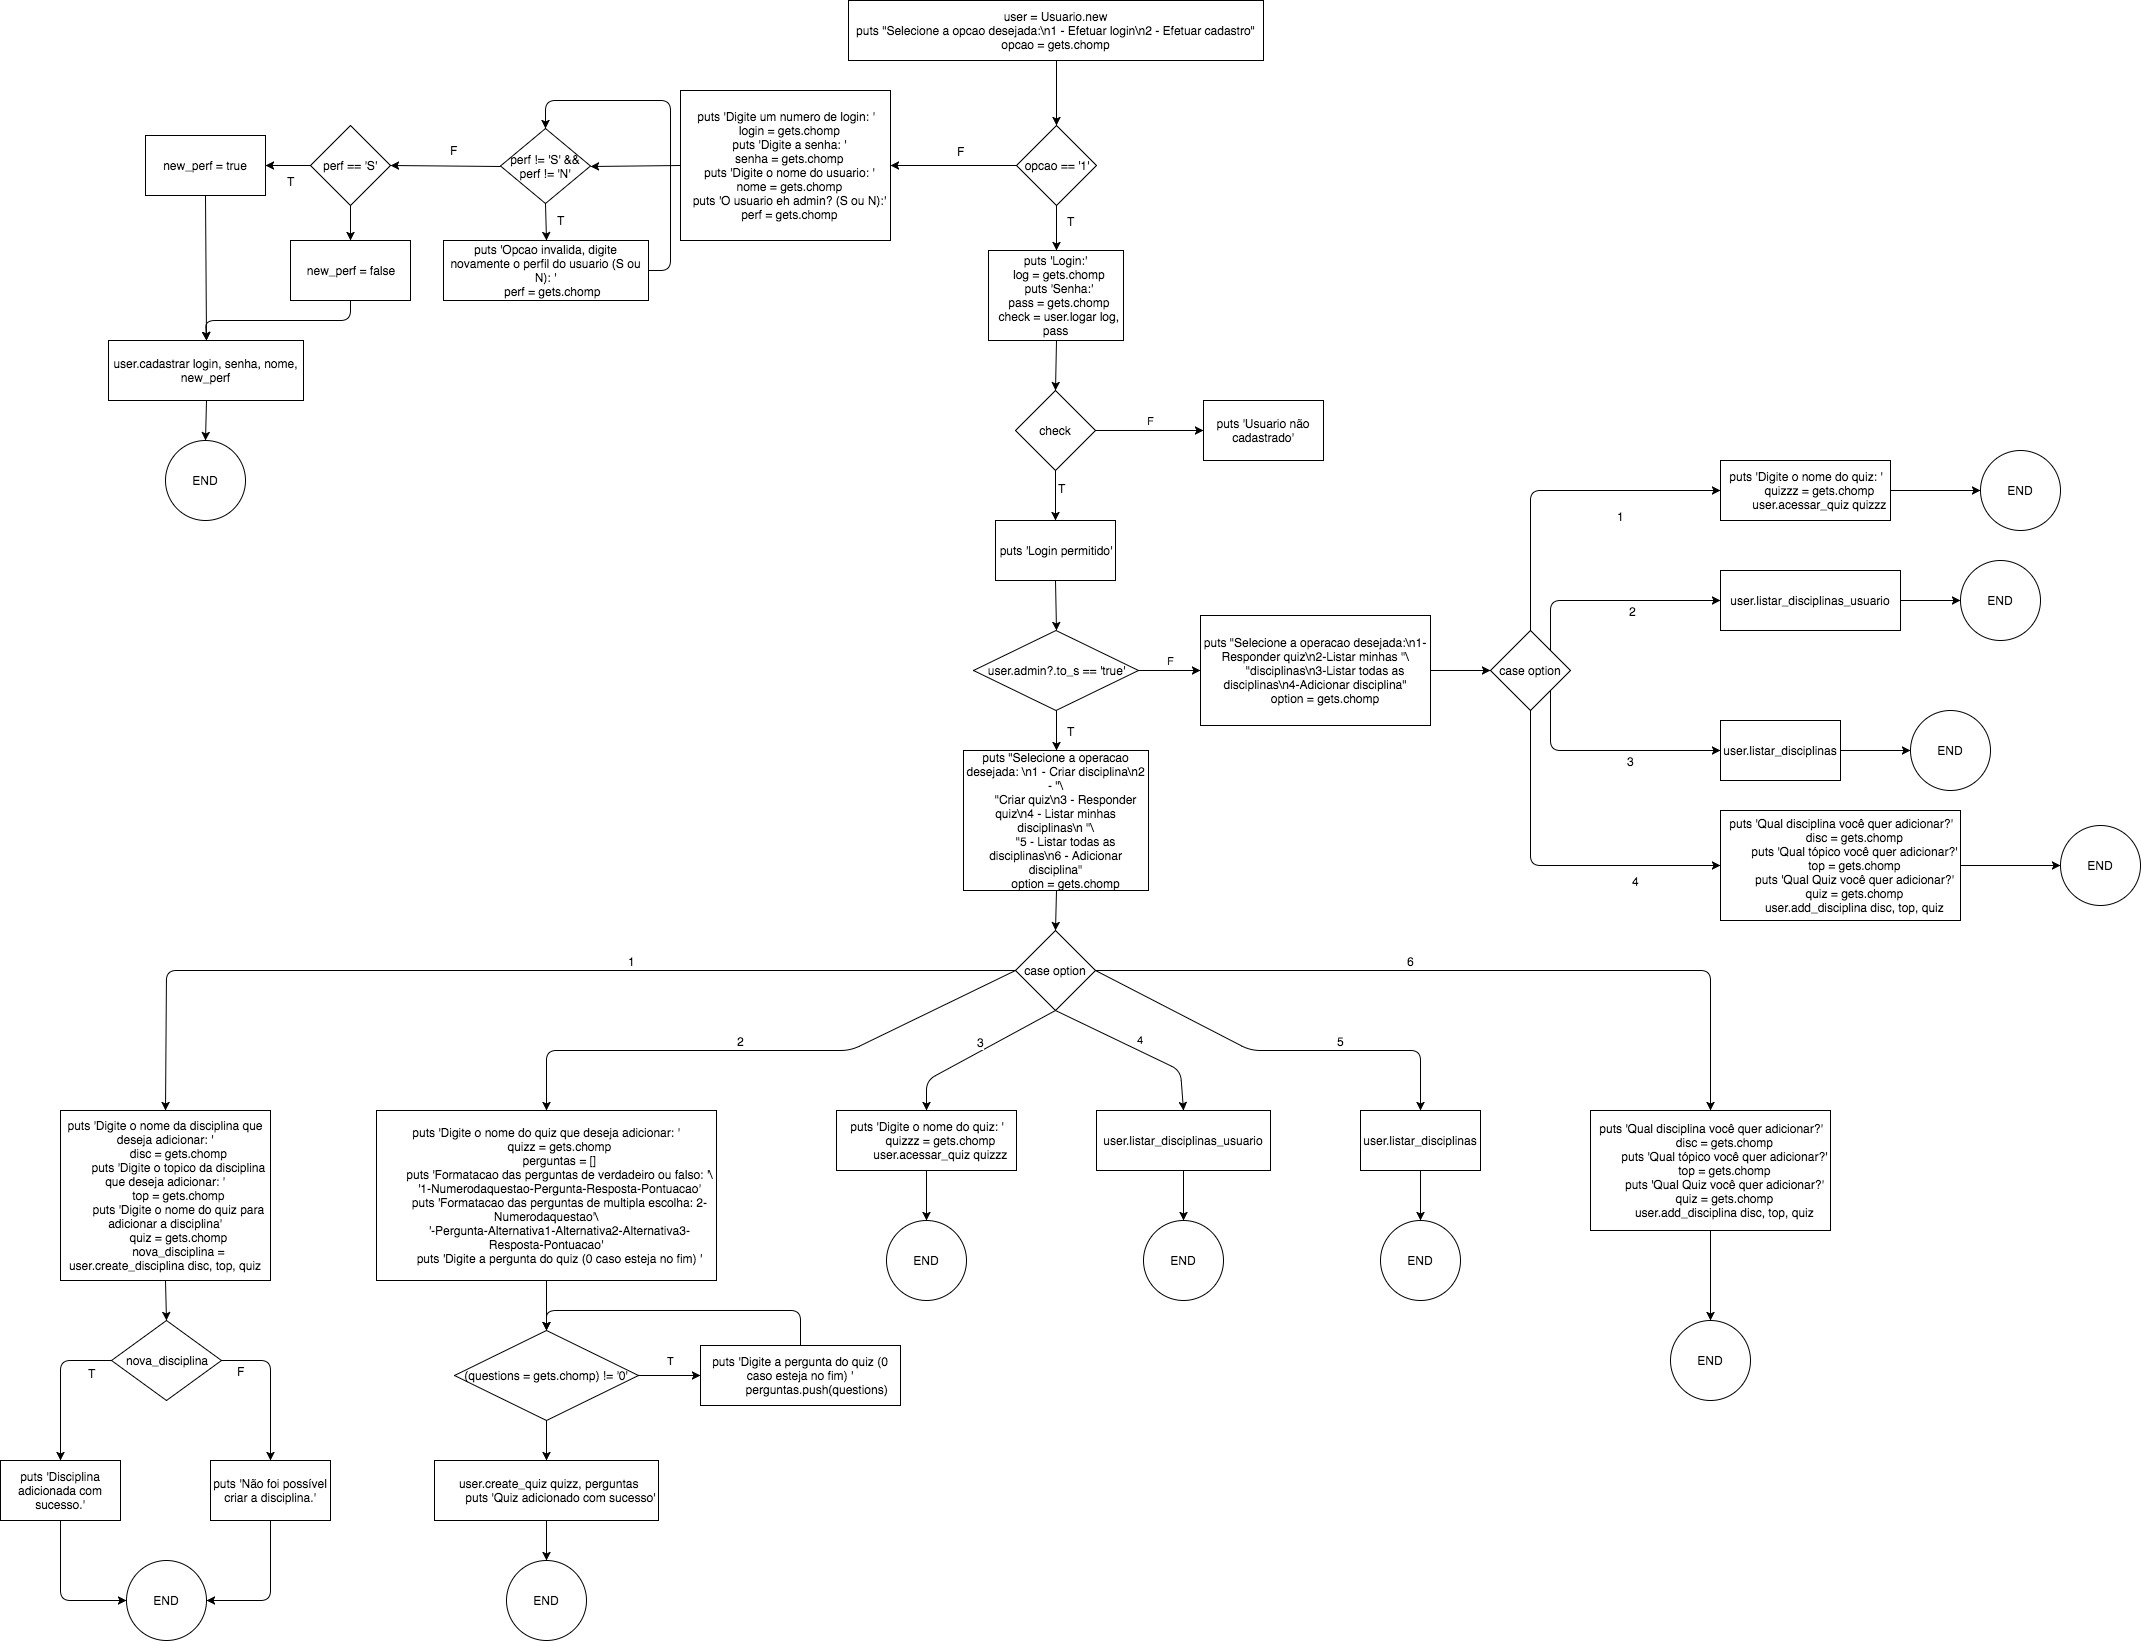 user = Usuario.new
puts "Selecione a opcao desejada:\n1 - Efetuar login\n2 - Efetuar cadastro"
opcao = gets.chomp
opcao == '1'
F
T
puts 'Digite um numero de login: '
login = gets.chomp
puts 'Digite a senha: '
senha = gets.chomp
puts 'Digite o nome do usuario: '
nome = gets.chomp
puts 'O usuario eh admin? (S ou N):'
perf = gets.chomp
perf != 'S' &&
perf != 'N'
F
T
puts 'Opcao invalida, digite
novamente o perfil do usuario (S ou
N): '
perf = gets.chomp
perf == 'S'
T
new_perf = true
new_perf = false
user.cadastrar login, senha, nome,
new_perf
END
puts 'Login:'
log = gets.chomp
puts 'Senha:'
pass = gets.chomp
check = user.logar log,
pass
check
F
T
puts 'Usuario não
cadastrado'
puts 'Login permitido'
user.admin?.to_s == 'true'
F
T
puts "Selecione a operacao desejada:\n1-
Responder quiz\n2-Listar minhas "\
"disciplinas\n3-Listar todas as
disciplinas\n4-Adicionar disciplina"
option = gets.chomp
case option
1
puts 'Digite o nome do quiz: '
quizzz = gets.chomp
user.acessar_quiz quizzz
END
2
user.listar_disciplinas_usuario
END
3
user.listar_disciplinas
END
4
puts 'Qual disciplina você quer adicionar?'
disc = gets.chomp
puts 'Qual tópico você quer adicionar?'
top = gets.chomp
puts 'Qual Quiz você quer adicionar?'
quiz = gets.chomp
user.add_disciplina disc, top, quiz
END
puts "Selecione a operacao
desejada: \n1 - Criar disciplina\n2
- "\
"Criar quiz\n3 - Responder
quiz\n4 - Listar minhas
disciplinas\n "\
"5 - Listar todas as
disciplinas\n6 - Adicionar
disciplina"
option = gets.chomp
case option
1
2
3
4
5
6
puts 'Digite o nome da disciplina que
deseja adicionar: '
disc = gets.chomp
puts 'Digite o topico da disciplina
que deseja adicionar: '
top = gets.chomp
puts 'Digite o nome do quiz para
adicionar a disciplina'
quiz = gets.chomp
nova_disciplina =
user.create_disciplina disc, top, quiz
nova_disciplina
T
F
puts 'Disciplina
adicionada com
sucesso.'
puts 'Não foi possível
criar a disciplina.'
END
puts 'Digite o nome do quiz que deseja adicionar: '
quizz = gets.chomp
perguntas = []
puts 'Formatacao das perguntas de verdadeiro ou falso: '\
'1-Numerodaquestao-Pergunta-Resposta-Pontuacao'
puts 'Formatacao das perguntas de multipla escolha: 2-
Numerodaquestao'\
'-Pergunta-Alternativa1-Alternativa2-Alternativa3-
Resposta-Pontuacao'
puts 'Digite a pergunta do quiz (0 caso esteja no fim) '
(questions = gets.chomp) != '0'
T
puts 'Digite a pergunta do quiz (0
caso esteja no fim) '
perguntas.push(questions)
user.create_quiz quizz, perguntas
puts 'Quiz adicionado com sucesso'
END
puts 'Digite o nome do quiz: '
quizzz = gets.chomp
user.acessar_quiz quizzz
END
user.listar_disciplinas_usuario
END
user.listar_disciplinas
END
puts 'Qual disciplina você quer adicionar?'
disc = gets.chomp
puts 'Qual tópico você quer adicionar?'
top = gets.chomp
puts 'Qual Quiz você quer adicionar?'
quiz = gets.chomp
user.add_disciplina disc, top, quiz
END